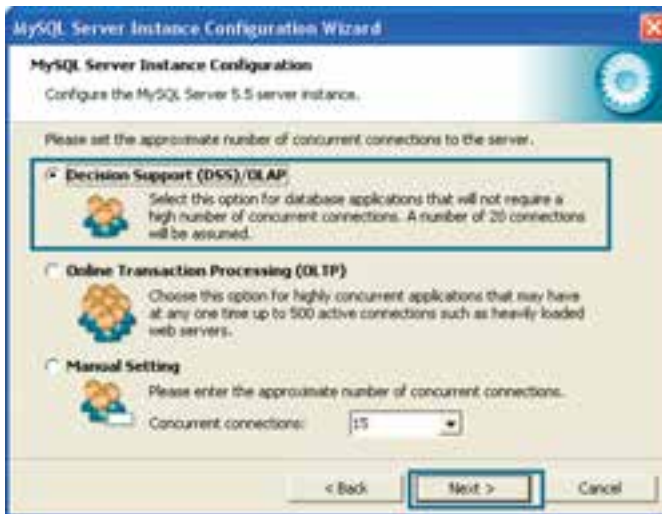 MySQL Server Instance Configuration Wizard
MySQL Server Instance Configuration
Configure the MySQL Server 5.5 server instance.
Please set the approximate number of concurrent connections to the server.
Decision Support (DSS)/OLAP
Select this option for database applications that will not require a
high number of concurrent connections. A number of 20 connections
will be assumed.
Online Transaction Processing (OLTP)
Choose this option for highly concurrent applications that may have
at any one time up to 500 active connections such as heavily loaded
web servers.
Manual Setting
Please enter the approximate number of concurrent connections.
Concurrent connections: 15
< Back Next > Cancel